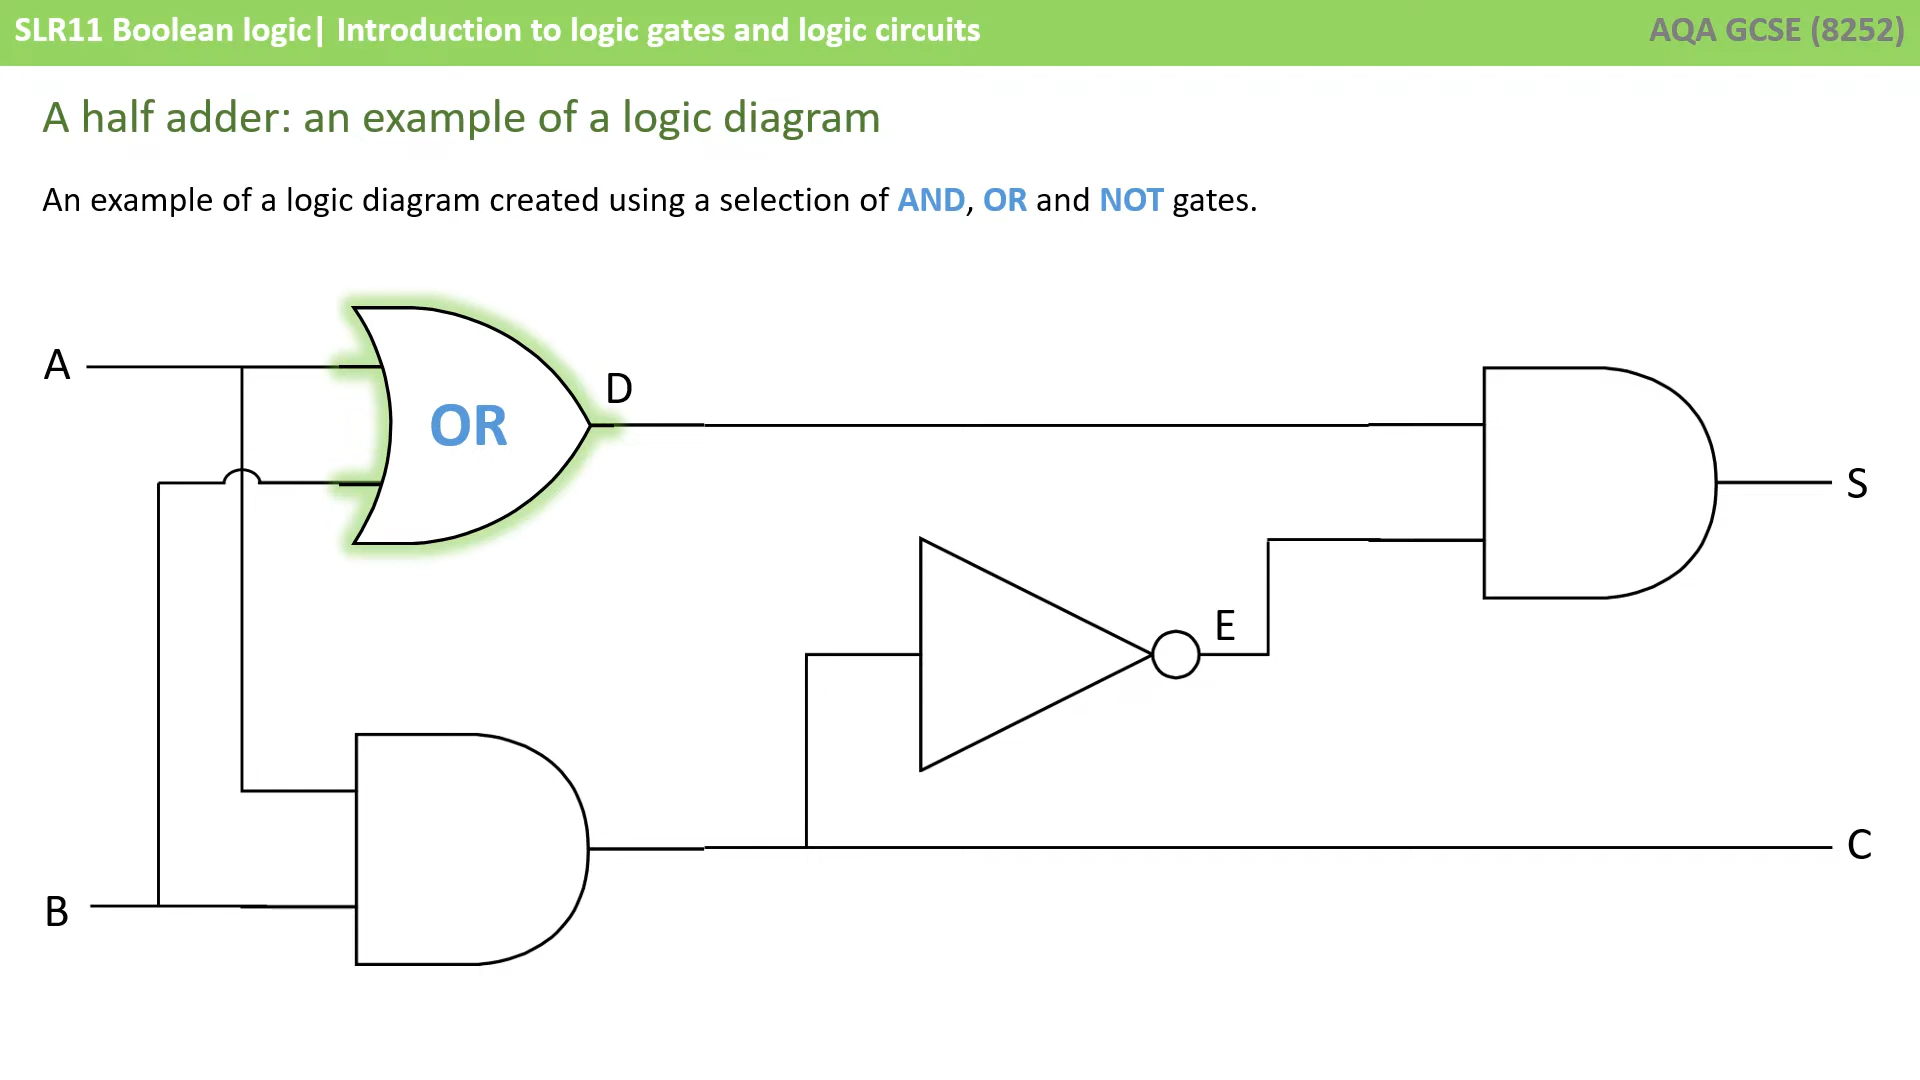 SLR11 Boolean logic| Introduction to logic gates and logic circuits
AQA GCSE (8252)
A half adder: an example of a logic diagram
An example of a logic diagram created using a selection of AND, OR and NOT gates.
A
OR
D
S
E
B
C